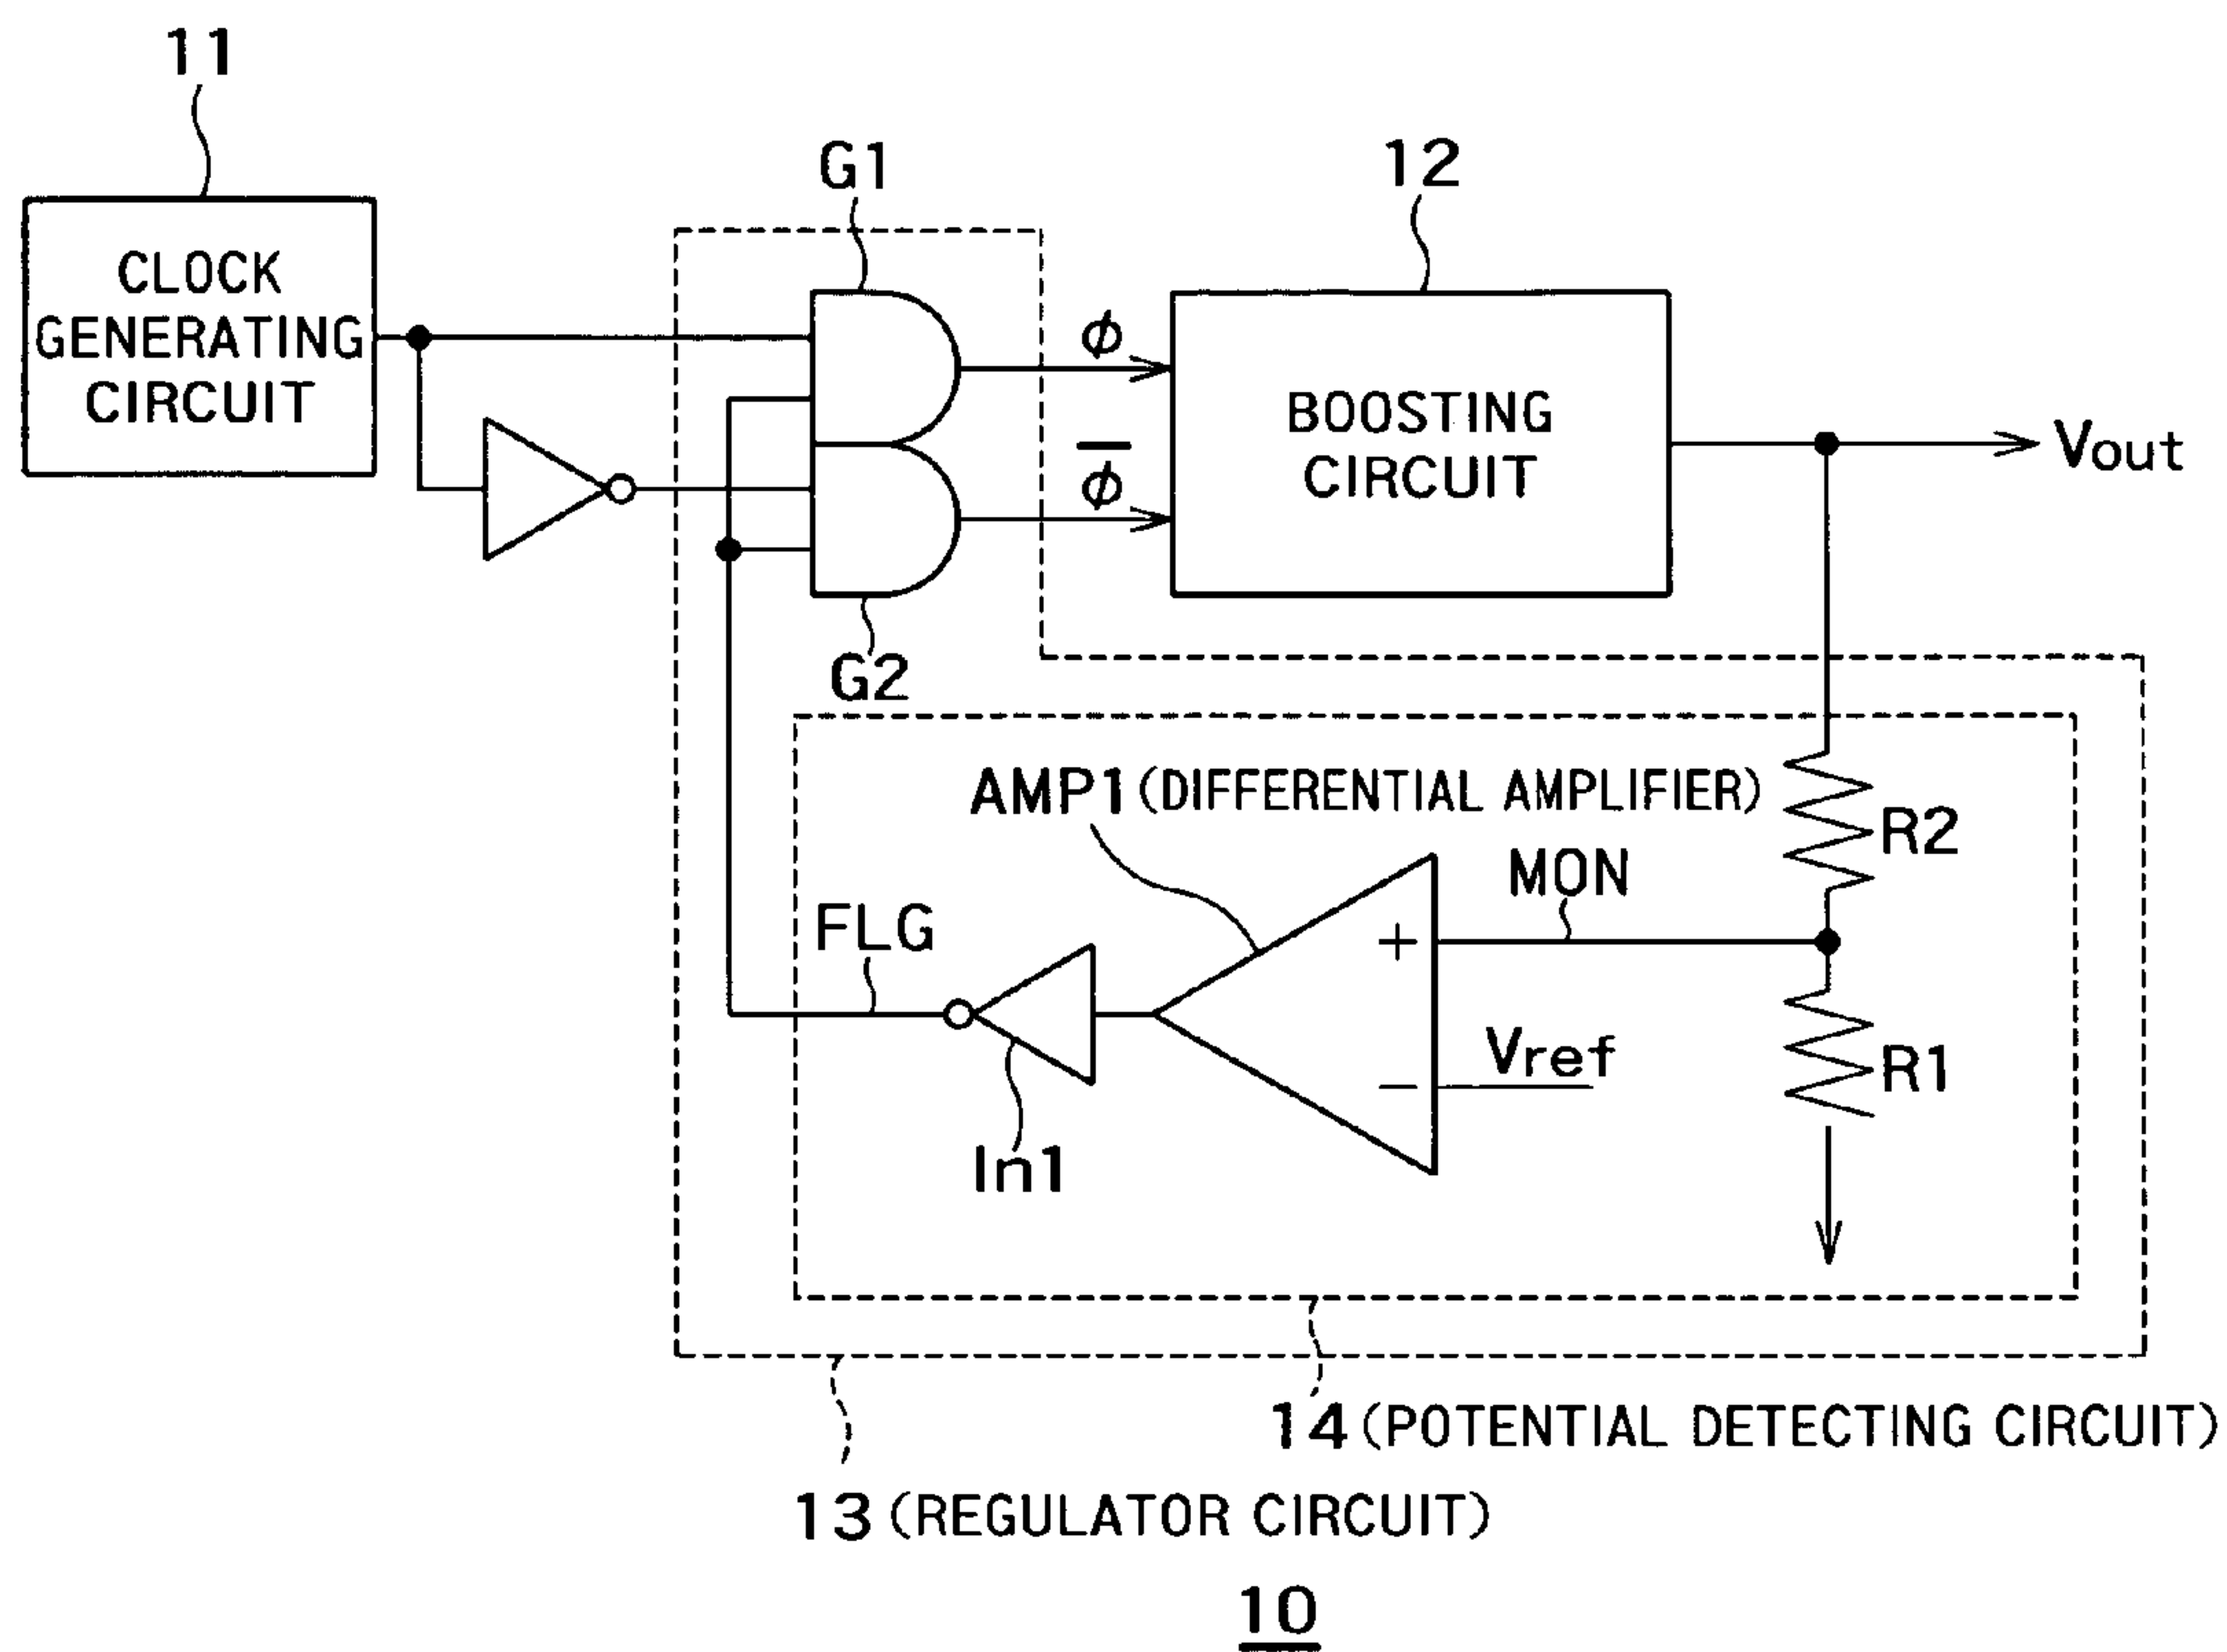 11
CLOCK
GENERATING
CIRCUIT
G1
12
ϕ
ϕ̅
BOOSTING
CIRCUIT
Vout
G2
AMP1 (DIFFERENTIAL AMPLIFIER)
R2
MON
FLG
+
Vref
−
R1
In1
14 (POTENTIAL DETECTING CIRCUIT)
13 (REGULATOR CIRCUIT)
10